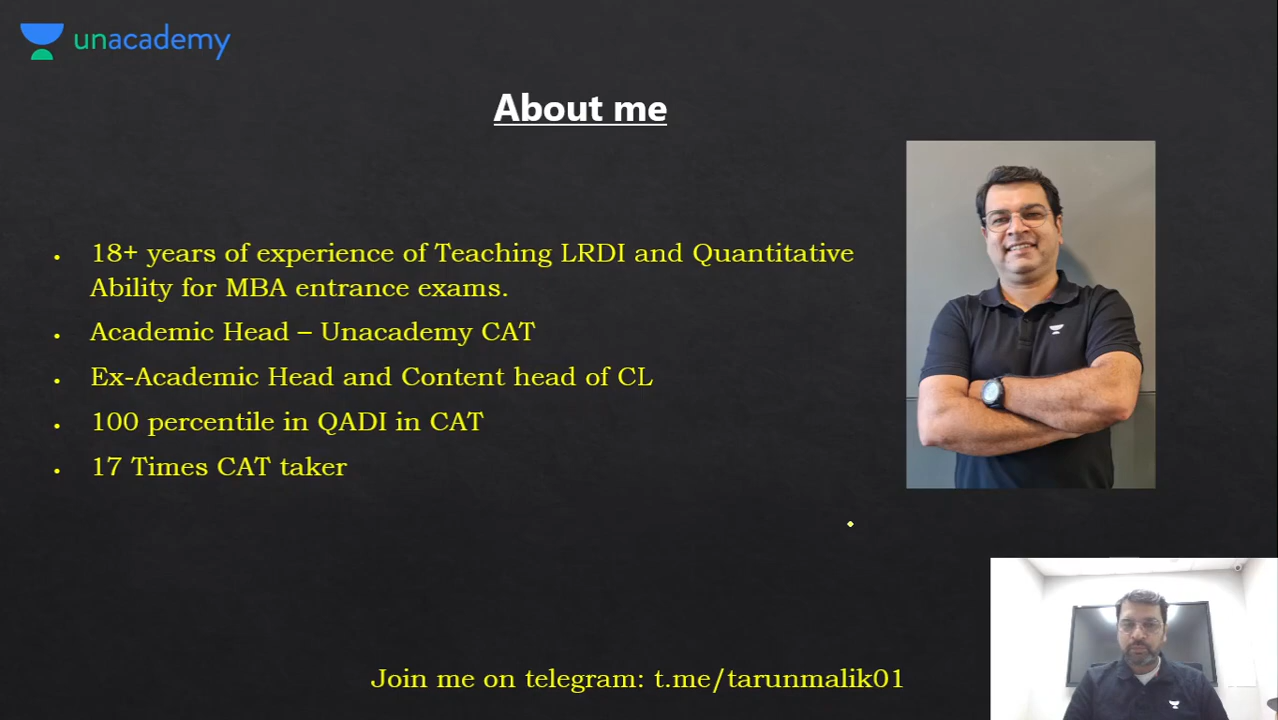 unacademy
About me
18+ years of experience of Teaching LRDI and Quantitative
Ability for MBA entrance exams.
Academic Head – Unacademy CAT
Ex-Academic Head and Content head of CL
100 percentile in QADI in CAT
17 Times CAT taker
Join me on telegram: t.me/tarunmalik01